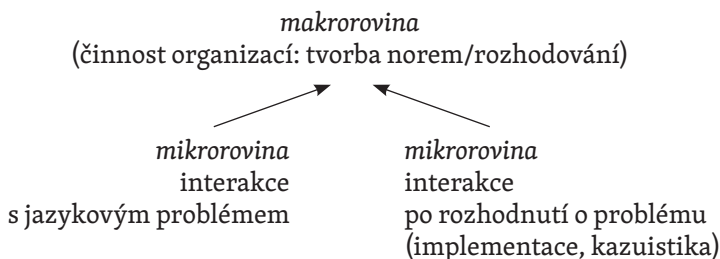 makrorovina
(činnost organizací: tvorba norem/rozhodování)
mikrorovina
interakce
s jazykovým problémem
mikrorovina
interakce
po rozhodnutí o problému
(implementace, kazuistika)